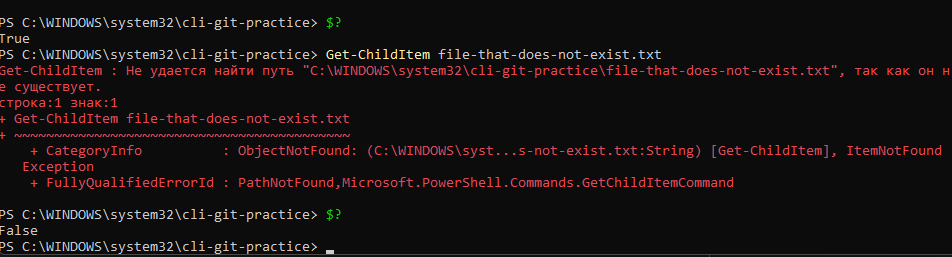 PS C:\WINDOWS\system32\cli-git-practice> $?
True
PS C:\WINDOWS\system32\cli-git-practice> Get-ChildItem file-that-does-not-exist.txt
Get-ChildItem : Не удается найти путь "C:\WINDOWS\system32\cli-git-practice\file-that-does-not-exist.txt", так как он н
е существует.
строка:1 знак:1
+ Get-ChildItem file-that-does-not-exist.txt
+ ~~~~~~~~~~~~~~~~~~~~~~~~~~~~~~~~~~~~~~~~~~
    + CategoryInfo          : ObjectNotFound: (C:\WINDOWS\syst...s-not-exist.txt:String) [Get-ChildItem], ItemNotFound
   Exception
    + FullyQualifiedErrorId : PathNotFound,Microsoft.PowerShell.Commands.GetChildItemCommand

PS C:\WINDOWS\system32\cli-git-practice> $?
False
PS C:\WINDOWS\system32\cli-git-practice>